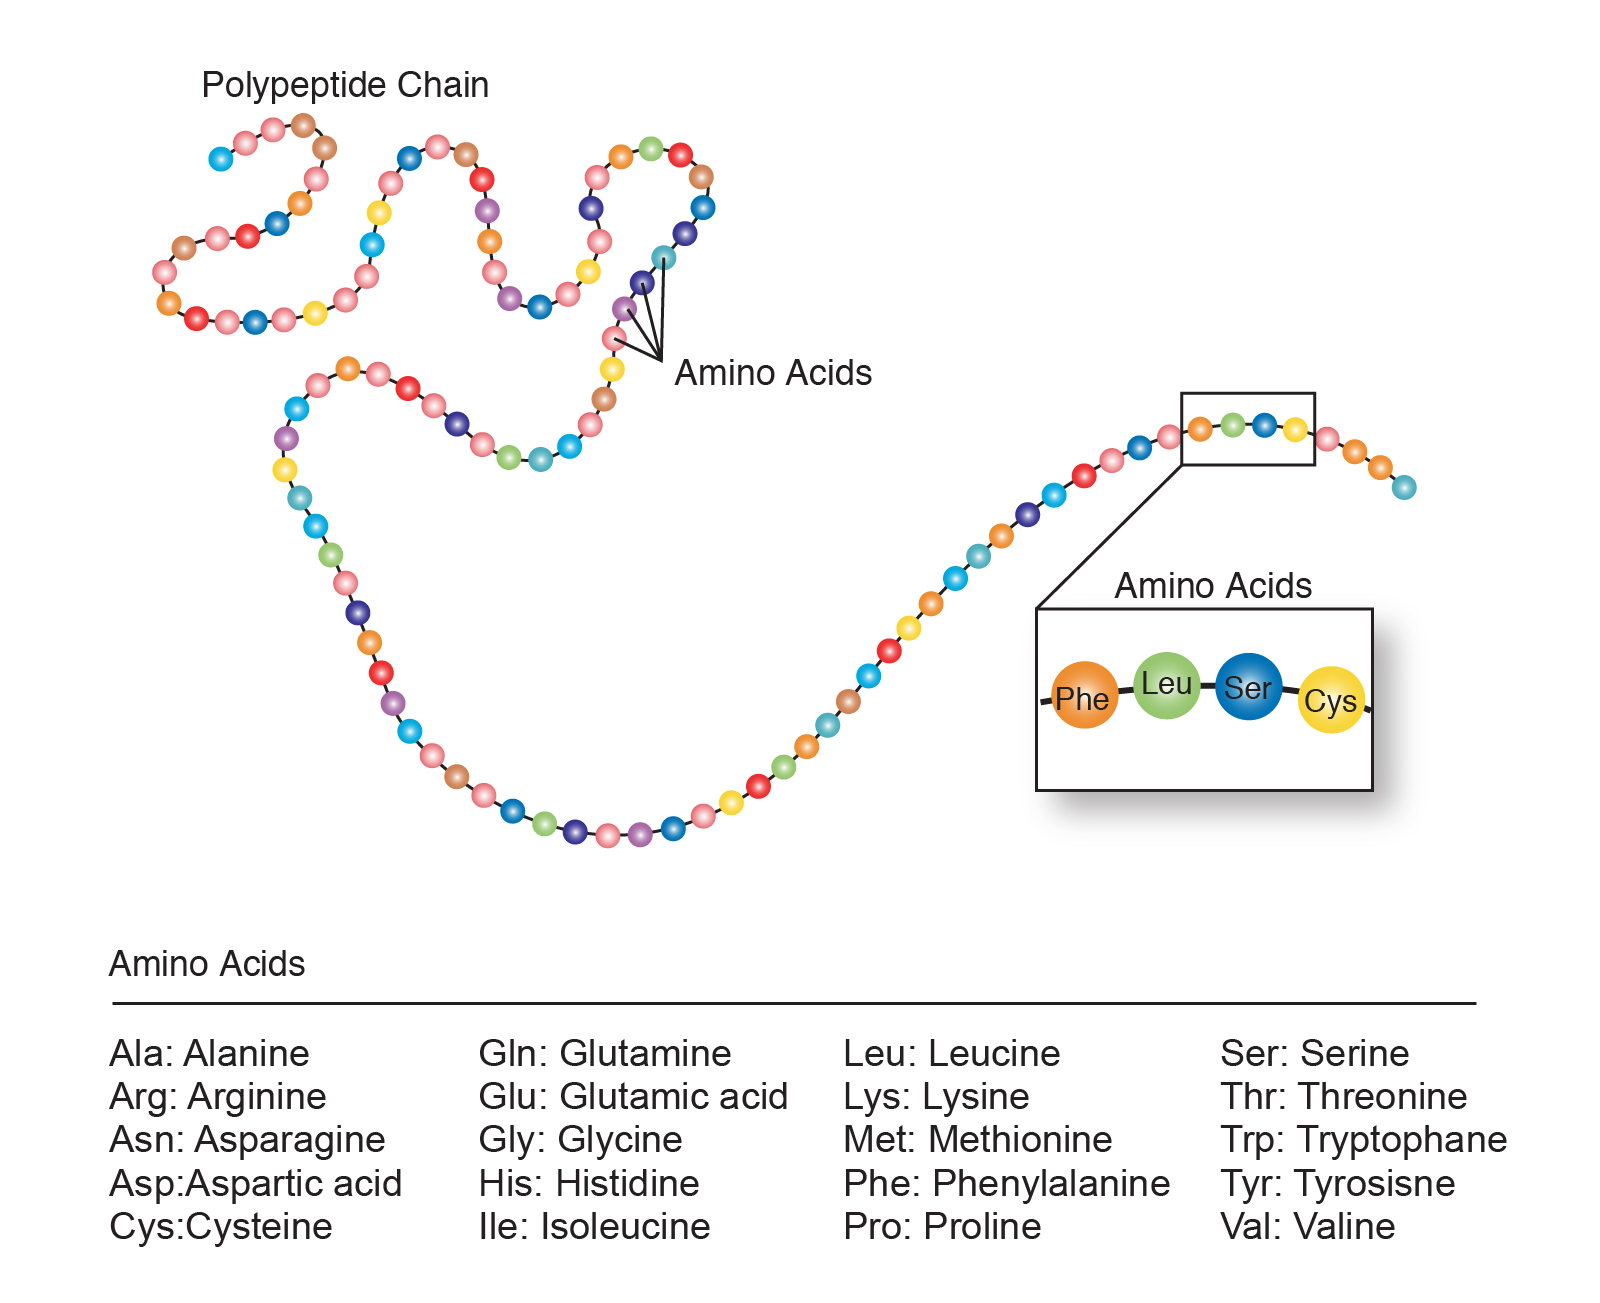 Polypeptide Chain
Amino Acids
Amino Acids
Phe Leu Ser Cys
Amino Acids
Ala: Alanine Gln: Glutamine Leu: Leucine Ser: Serine
Arg: Arginine Glu: Glutamic acid Lys: Lysine Thr: Threonine
Asn: Asparagine Gly: Glycine Met: Methionine Trp: Tryptophane
Asp:Aspartic acid His: Histidine Phe: Phenylalanine Tyr: Tyrosisne
Cys:Cysteine Ile: Isoleucine Pro: Proline Val: Valine